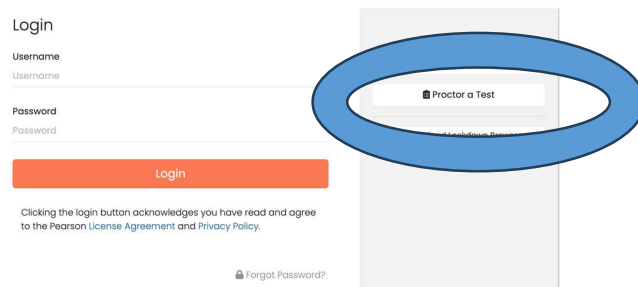 Login
Username
Username
Password
Password
Login
Clicking the login button acknowledges you have read and agree
to the Pearson License Agreement and Privacy Policy.
Forgot Password?
Proctor a Test
Lockdown